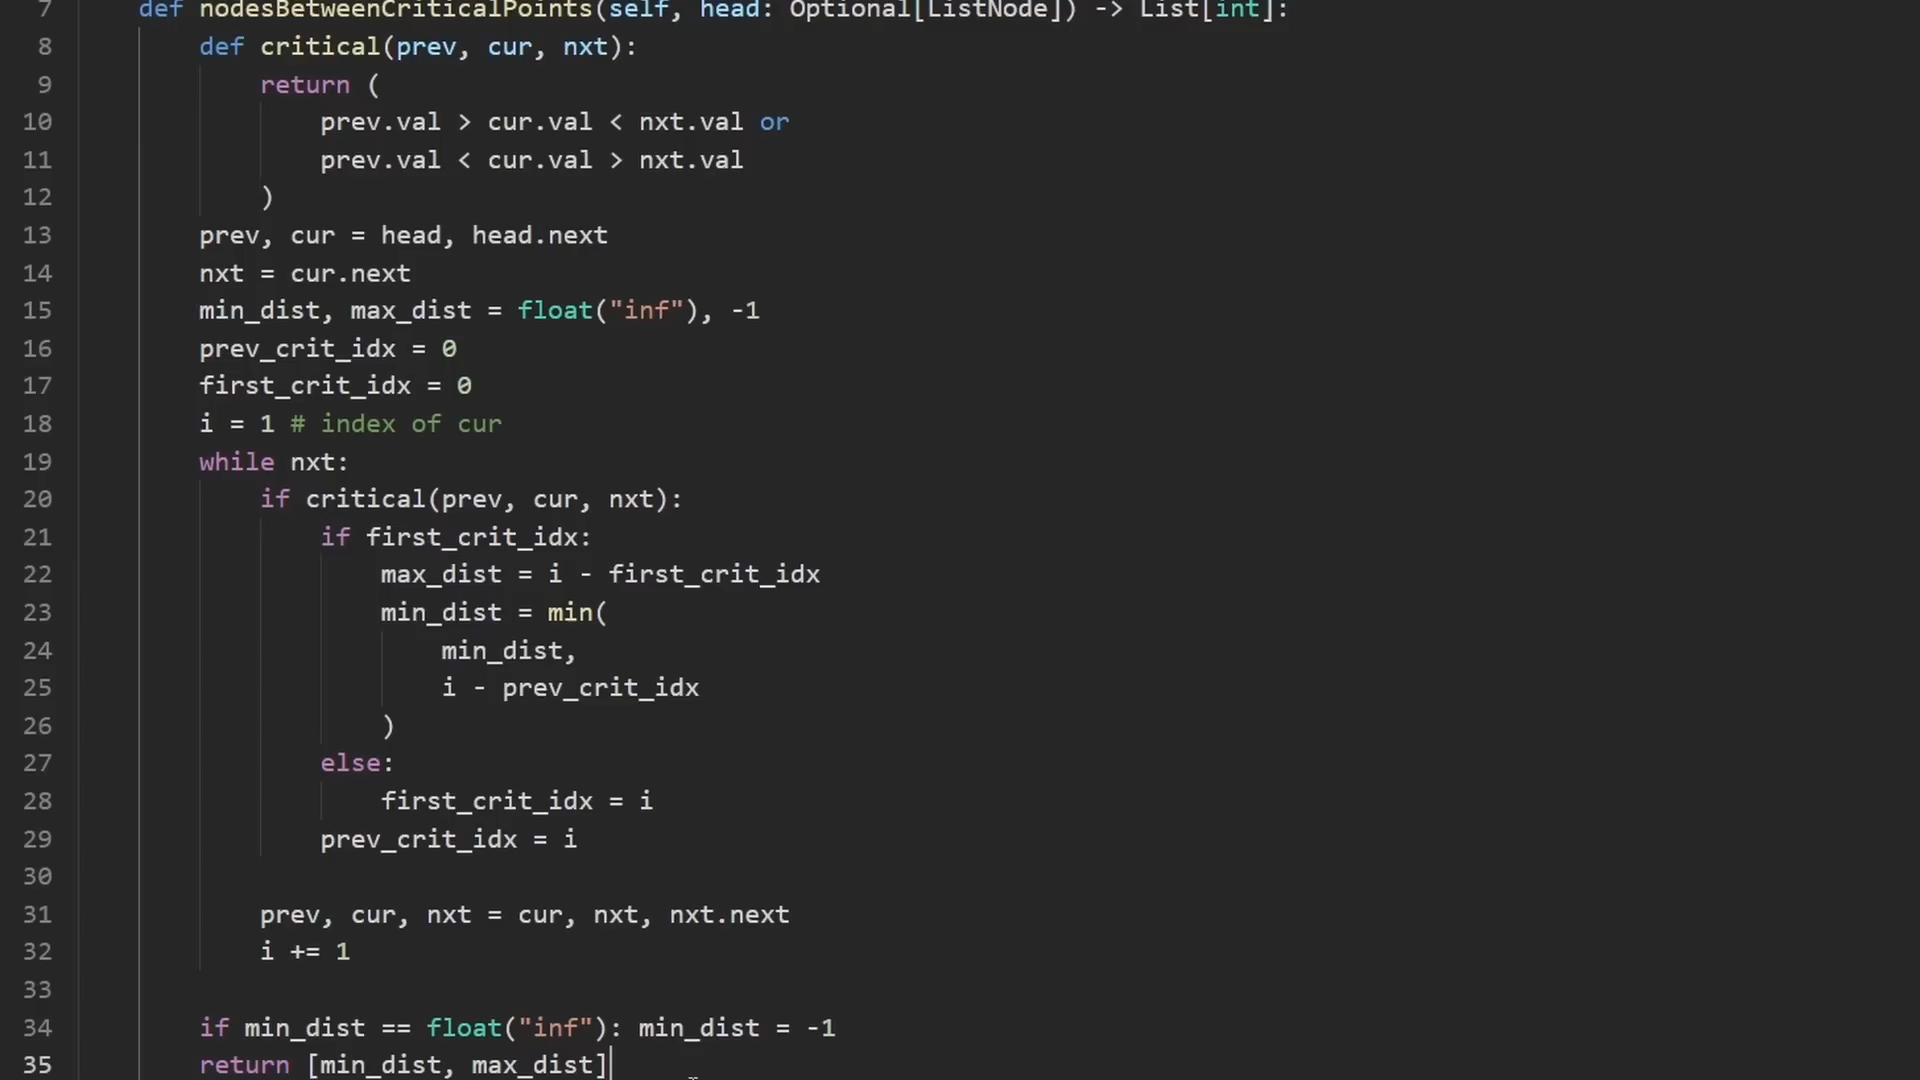 7 def nodesBetweenCriticalPoints(self, head: Optional[ListNode]) -> List[int]:
8 def critical(prev, cur, nxt):
9 return (
10 prev.val > cur.val < nxt.val or
11 prev.val < cur.val > nxt.val
12 )
13 prev, cur = head, head.next
14 nxt = cur.next
15 min_dist, max_dist = float("inf"), -1
16 prev_crit_idx = 0
17 first_crit_idx = 0
18 i = 1 # index of cur
19 while nxt:
20 if critical(prev, cur, nxt):
21 if first_crit_idx:
22 max_dist = i - first_crit_idx
23 min_dist = min(
24 min_dist,
25 i - prev_crit_idx
26 )
27 else:
28 first_crit_idx = i
29 prev_crit_idx = i
30
31 prev, cur, nxt = cur, nxt, nxt.next
32 i += 1
33
34 if min_dist == float("inf"): min_dist = -1
35 return [min_dist, max_dist]